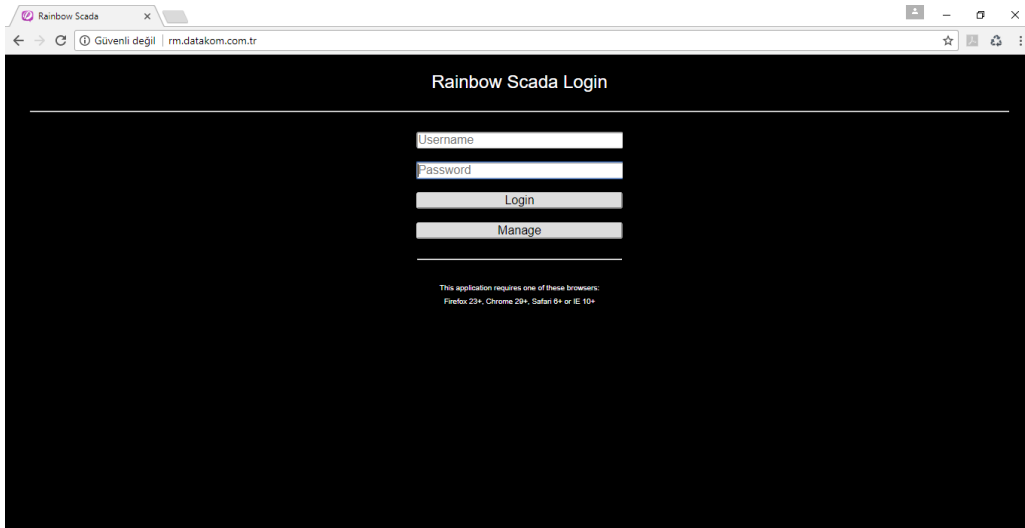 Rainbow Scada
Güvenli değil | rm.datakom.com.tr
Rainbow Scada Login
Username
Password
Login
Manage
This application requires one of these browsers:
Firefox 23+, Chrome 29+, Safari 6+ or IE 10+